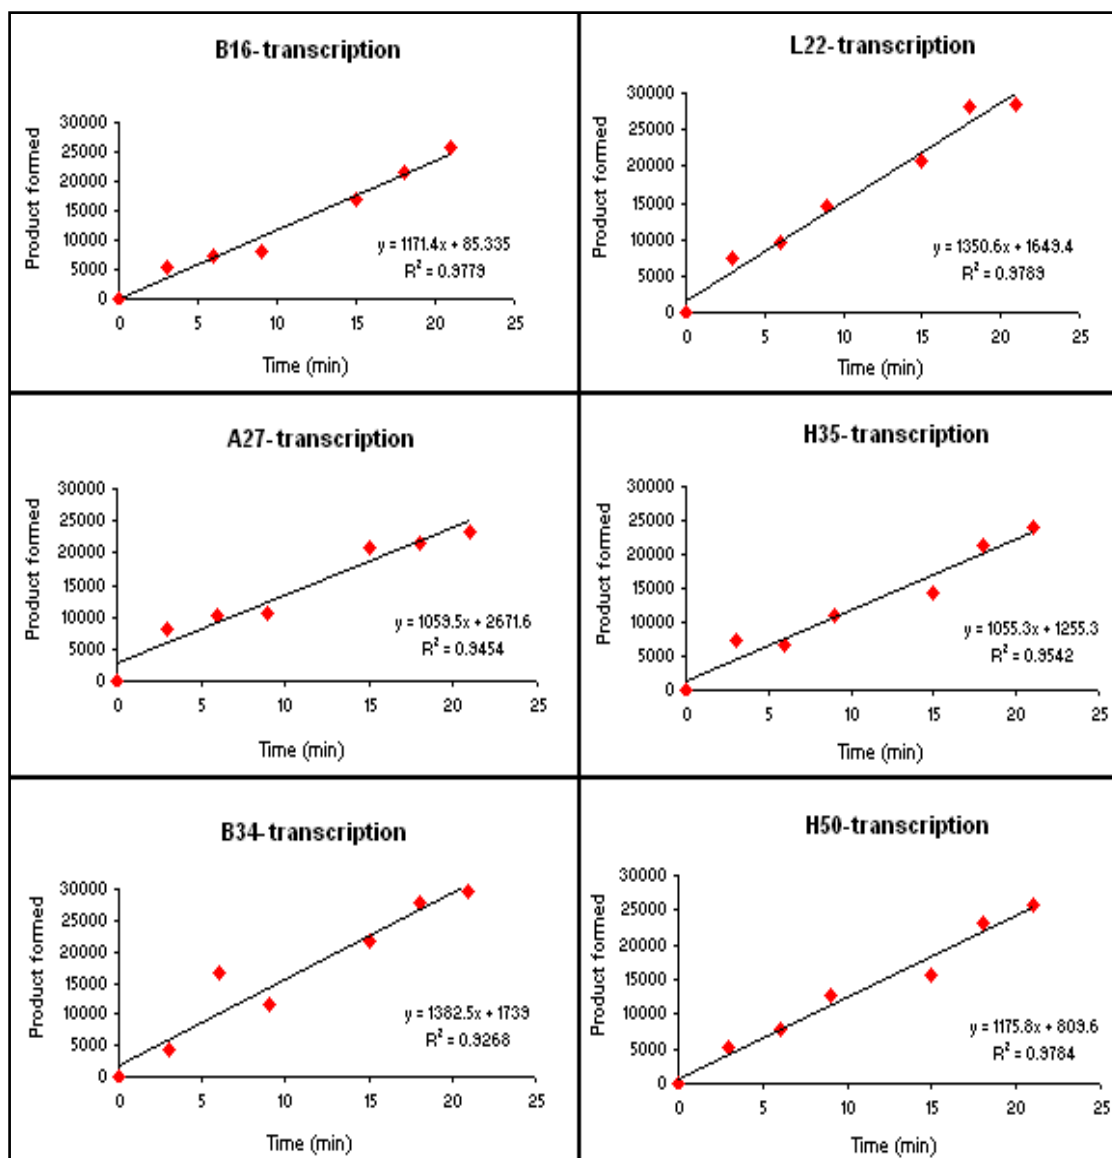 B16-transcription
Product formed
30000
25000
20000
15000
10000
5000
0
y = 1171.4x + 85.335
R² = 0.9779
0 5 10 15 20 25
Time (min)
L22-transcription
Product formed
30000
25000
20000
15000
10000
5000
0
y = 1350.6x + 1649.4
R² = 0.9789
0 5 10 15 20 25
Time (min)
A27-transcription
Product formed
30000
25000
20000
15000
10000
5000
0
y = 1059.5x + 2671.6
R² = 0.9454
0 5 10 15 20 25
Time (min)
H35-transcription
Product formed
30000
25000
20000
15000
10000
5000
0
y = 1055.3x + 1255.3
R² = 0.9542
0 5 10 15 20 25
Time (min)
B34-transcription
Product formed
30000
25000
20000
15000
10000
5000
0
y = 1382.5x + 1739
R² = 0.9268
0 5 10 15 20 25
Time (min)
H50-transcription
Product formed
30000
25000
20000
15000
10000
5000
0
y = 1175.8x + 809.6
R² = 0.9784
0 5 10 15 20 25
Time (min)